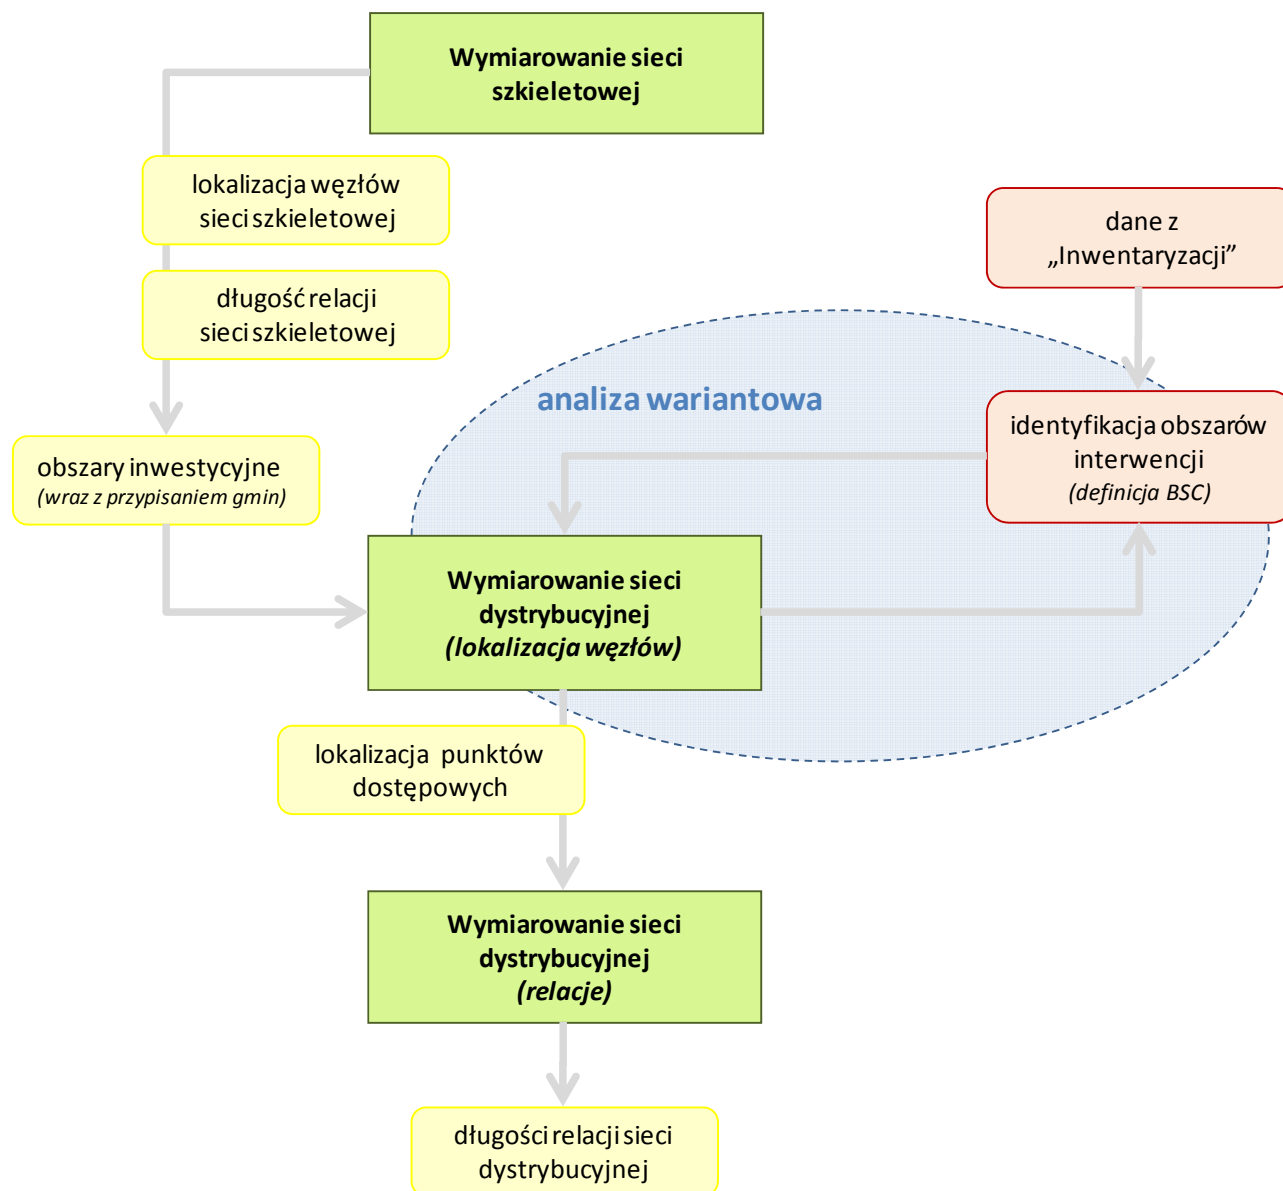 Wymiarowanie sieci
szkieletowej
lokalizacja węzłów
sieci szkieletowej
dane z
„Inwentaryzacji”
długość relacji
sieci szkieletowej
analiza wariantowa
identyfikacja obszarów
interwencji
(definicja BSC)
obszary inwestycyjne
(wraz z przypisaniem gmin)
Wymiarowanie sieci
dystrybucyjnej
(lokalizacja węzłów)
lokalizacja punktów
dostępowych
Wymiarowanie sieci
dystrybucyjnej
(relacje)
długości relacji sieci
dystrybucyjnej